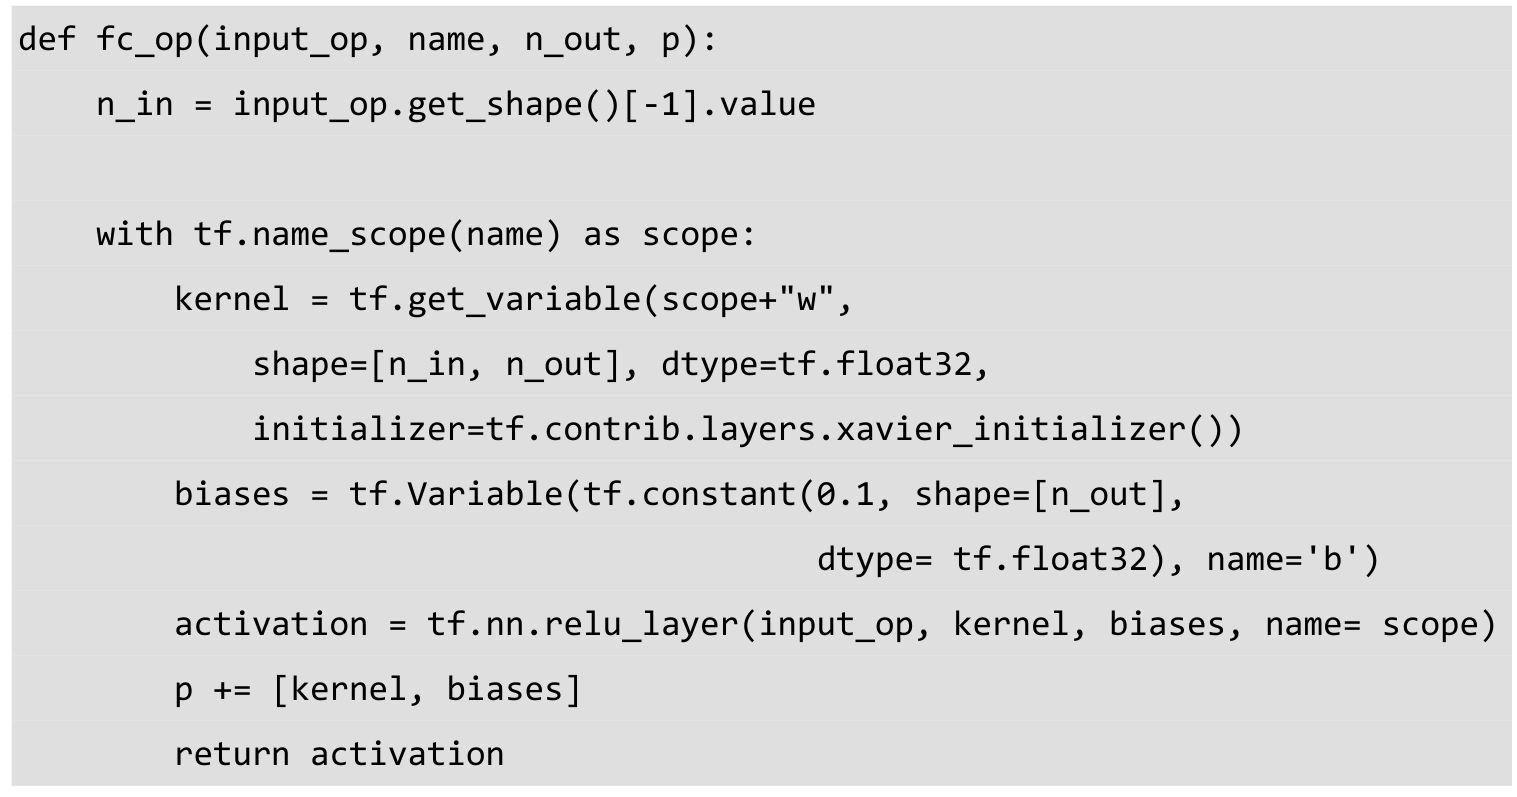 def fc_op(input_op, name, n_out, p):
    n_in = input_op.get_shape()[-1].value

    with tf.name_scope(name) as scope:
        kernel = tf.get_variable(scope+"w",
            shape=[n_in, n_out], dtype=tf.float32,
            initializer=tf.contrib.layers.xavier_initializer())
        biases = tf.Variable(tf.constant(0.1, shape=[n_out],
                                         dtype= tf.float32), name='b')
        activation = tf.nn.relu_layer(input_op, kernel, biases, name= scope)
        p += [kernel, biases]
        return activation